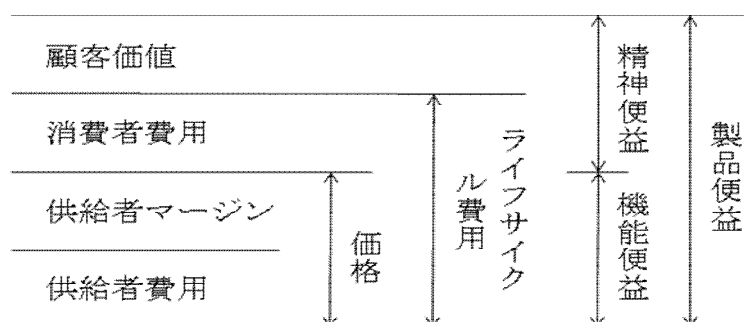 顧客価値
消費者費用
供給者マージン
供給者費用
価格
ライフサイク
ル費用
精神便益
機能便益
製品便益